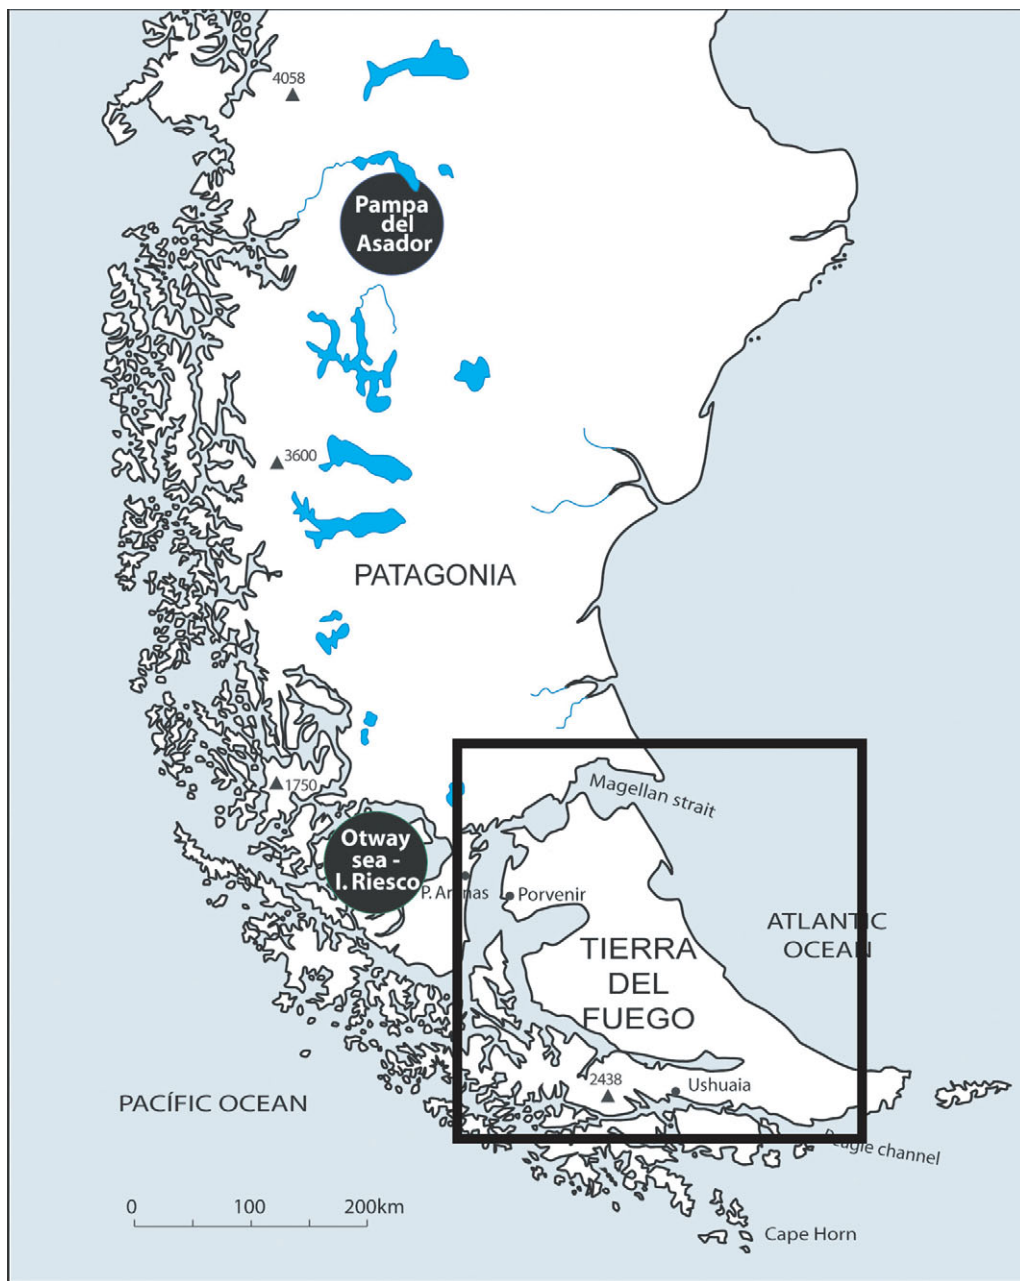 4058
Pampa
del
Asador
3600
PATAGONIA
1750
Magellan strait
Otway
sea -
I. Riesco
P. Arenas
Porvenir
ATLANTIC
OCEAN
TIERRA
DEL
FUEGO
2438
Ushuaia
PACÍFIC OCEAN
Beagle channel
0 100 200km
Cape Horn